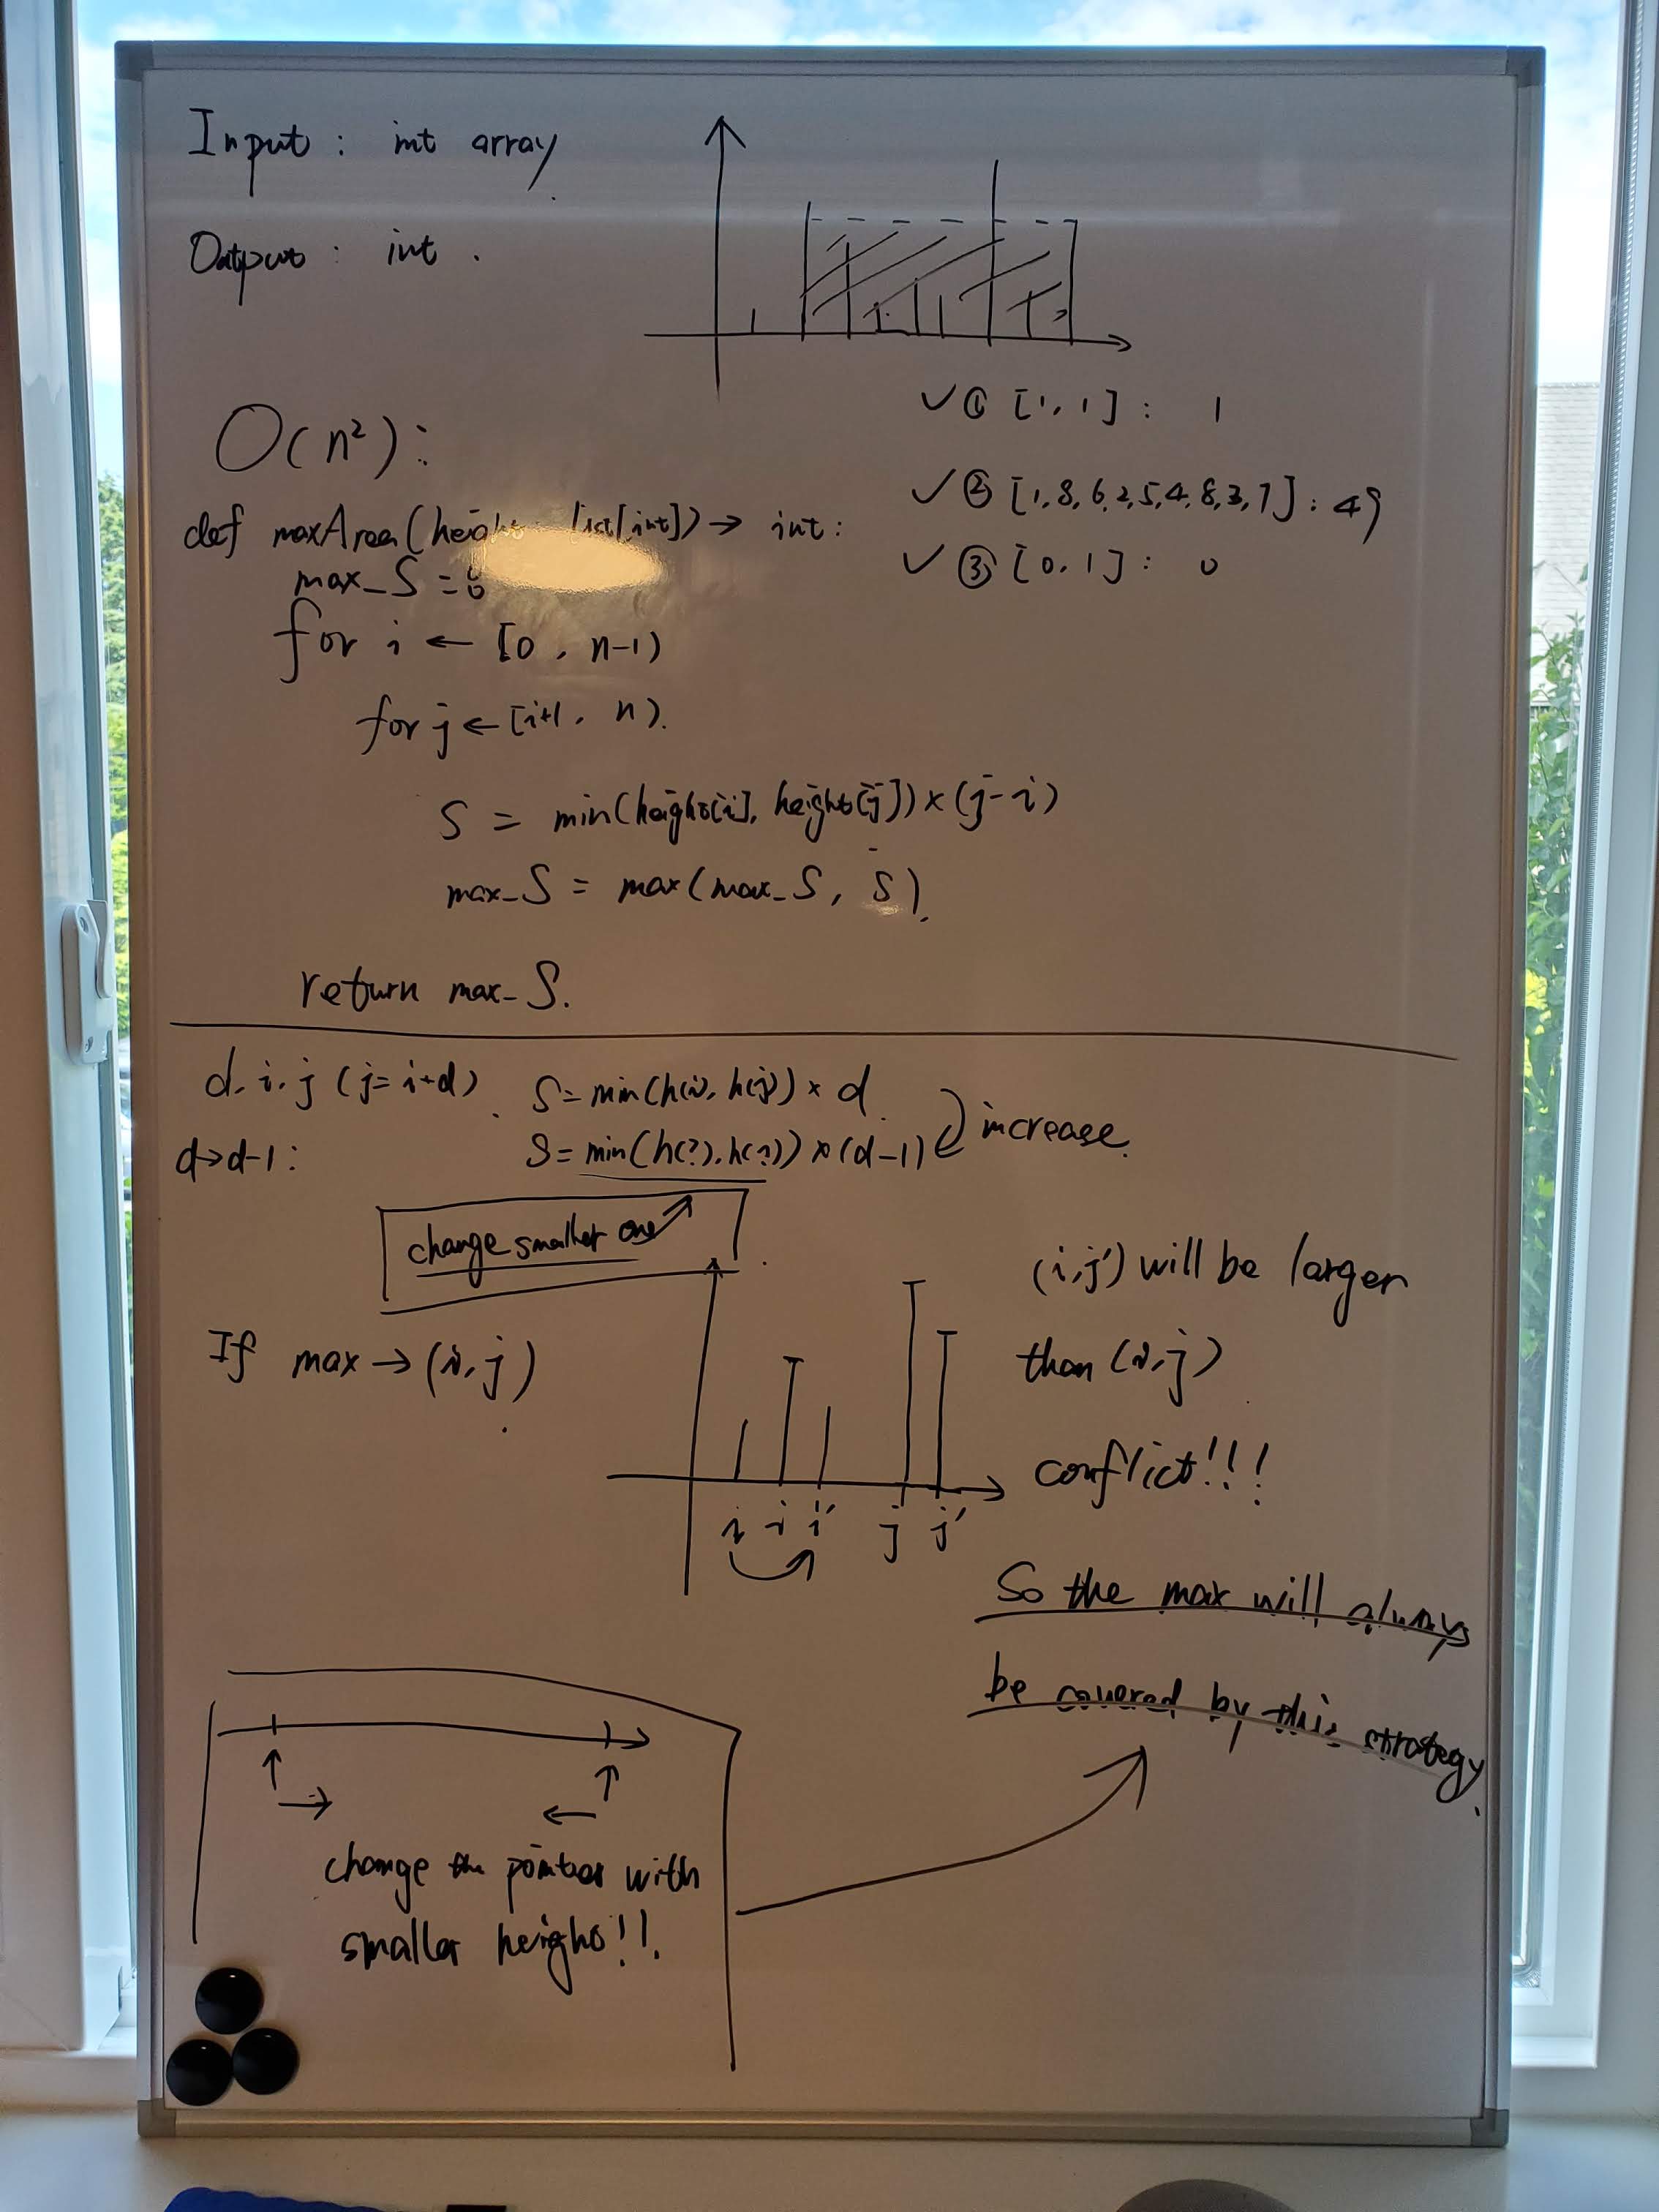 Input : int array
Output : int .
O(n²) :
✓ ① [1, 1] : 1
✓ ② [1,8,6,2,5,4,8,3,7] : 49
✓ ③ [0, 1] : 0
def maxArea(height: list[int]) → int :
max_S = 0
for i ← [0 , n-1)
for j ← [i+1 , n).
S = min(height[i], height[j]) × (j-i)
max_S = max(max_S, S).
return max_S.
d, i, j (j = i+d) . S = min(h(i), h(j)) × d
d→d-1 : S = min(h(?), h(?)) × (d-1) increase.
change smaller one
If max → (i, j)
i i i' j j'
(i, j') will be larger
than (i, j)
conflict!!!
So the max will always
be covered by this strategy.
change the pointer with
smaller height!!.